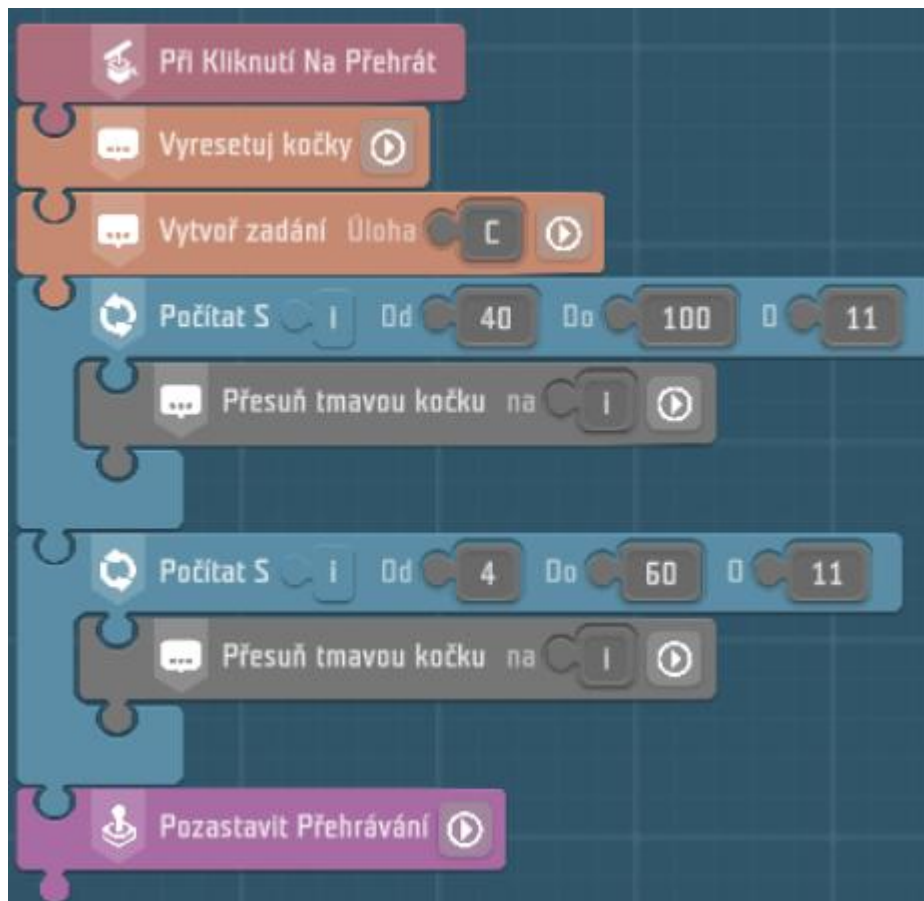 Při Kliknutí Na Přehrát
Vyresetuj kočky
Vytvoř zadání Úloha C
Počítat S i Od 40 Do 100 O 11
Přesuň tmavou kočku na i
Počítat S i Od 4 Do 60 O 11
Přesuň tmavou kočku na i
Pozastavit Přehrávání